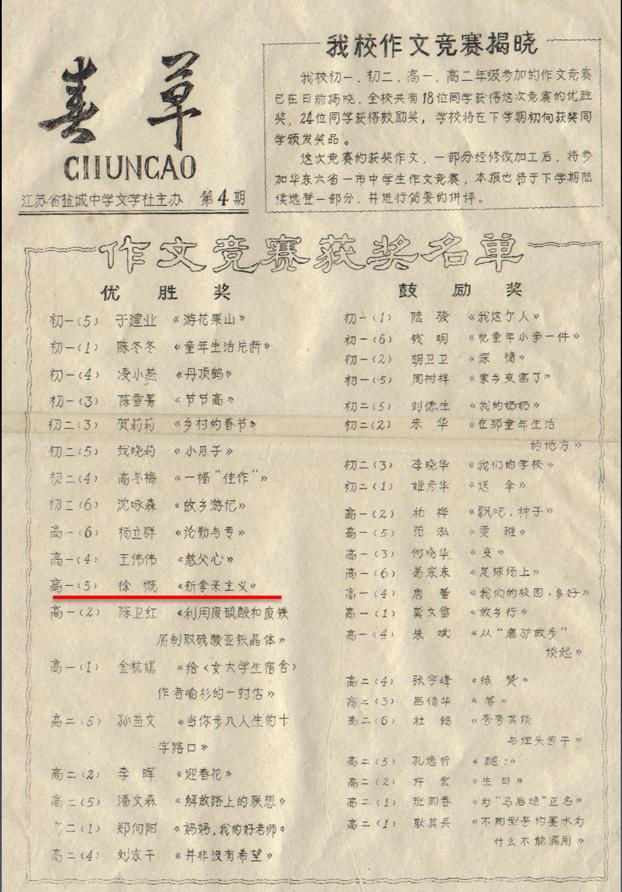 春草
CHUNCAO
江苏省盐城中学文学社主办 第4期
我校作文竞赛揭晓
我校初一、初二、高一、高二年级参加的作文竞赛
已在日前揭晓,全校共有18位同学获得这次竞赛的优胜
奖,24位同学获得鼓励奖,学校将在下学期初向获奖同
学颁发奖品。
这次竞赛的获奖作文,一部分经修改加工后,将参
加华东六省一市中学生作文竞赛,本报也将于下学期陆
续选登一部分,并进行简要的讲评。
作文竞赛获奖名单
优胜奖
初一(5) 于建业 《游花果山》
初一(1) 陈冬冬 《童年生活片断》
初一(4) 凌小燕 《丹顶鹤》
初一(3) 陈雪菁 《节节高》
初二(3) 贺莉莉 《乡村的春节》
初二(5) 钱晓莉 《小月子》
初二(4) 高冬梅 《一幅“佳作”》
初二(6) 沈咏森 《故乡游记》
高一(6) 杨立群 《论勤与专》
高一(4) 王伟伟 《慈父心》
高一(5) 徐慨 《新拿来主义》
高一(2) 陈卫红 《利用废硫酸和废铁
屑制取硫酸亚铁晶体》
高一(1) 金杭 《给〈女大学生宿舍〉
作者喻杉的一封信》
高二(5) 孙益文 《当你步入人生的十
字路口》
高二(2) 李晖 《迎春花》
高二(5) 潘文森 《解放路上的联想》
高二(1) 郑向阳 《妈妈,我的好老师》
高二(4) 刘东干 《并非没有希望》
鼓励奖
初一(1) 陆骏 《我这个人》
初一(6) 钱明 《忆童年小事一件》
初一(2) 胡卫卫 《深情》
初一(5) 周树祥 《家乡变富了》
初二(5) 刘德生 《我的奶奶》
初二(2) 乐华 《在那童年生活
的地方》
初二(3) 李晓华 《我们的学校》
初二(1) 彦华 《送伞》
高一(2) 柏桦 《飘吧,种子》
高一(5) 范泓 《雯雅》
高一(3) 何晓华 《变》
高一(6) 葛宗东 《足球场上》
高一(4) 唐蕾 《我们的校园,多好》
高一(1) 龚文富 《故乡行》
高一(4) 朱斌 《从“磨驴散步”
谈起》
高二(4) 张学峰 《绿赞》
高二(3) 吕倩华 《答》
高二(6) 杜鹃 《夸夸其谈
与埋头苦干》
高二(5) 孔逸忻 《腿!》
高二(2) 许宏 《生日》
高二(1) 张雨香 《为“马后炮”正名》
高二(1) 耿其兵 《不同型号的墨水为
什么不能混用》